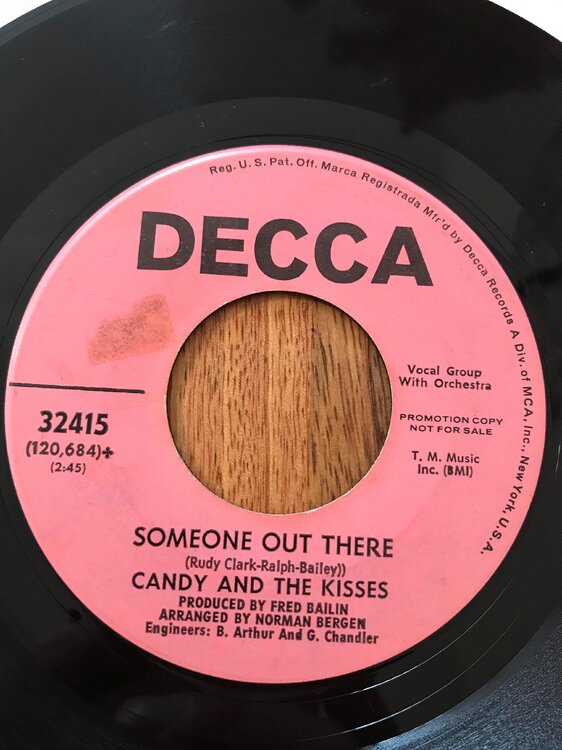 Reg. U.S. Pat. Off. Marca Registrada Mfr'd by Decca Records A Div. of MCA, Inc., New York, U.S.A.
DECCA
Vocal Group
With Orchestra
32415
(120,684)+
(2:45)
PROMOTION COPY
NOT FOR SALE
T. M. Music
Inc. (BMI)
SOMEONE OUT THERE
(Rudy Clark-Ralph-Bailey))
CANDY AND THE KISSES
PRODUCED BY FRED BAILIN
ARRANGED BY NORMAN BERGEN
Engineers: B. Arthur And G. Chandler